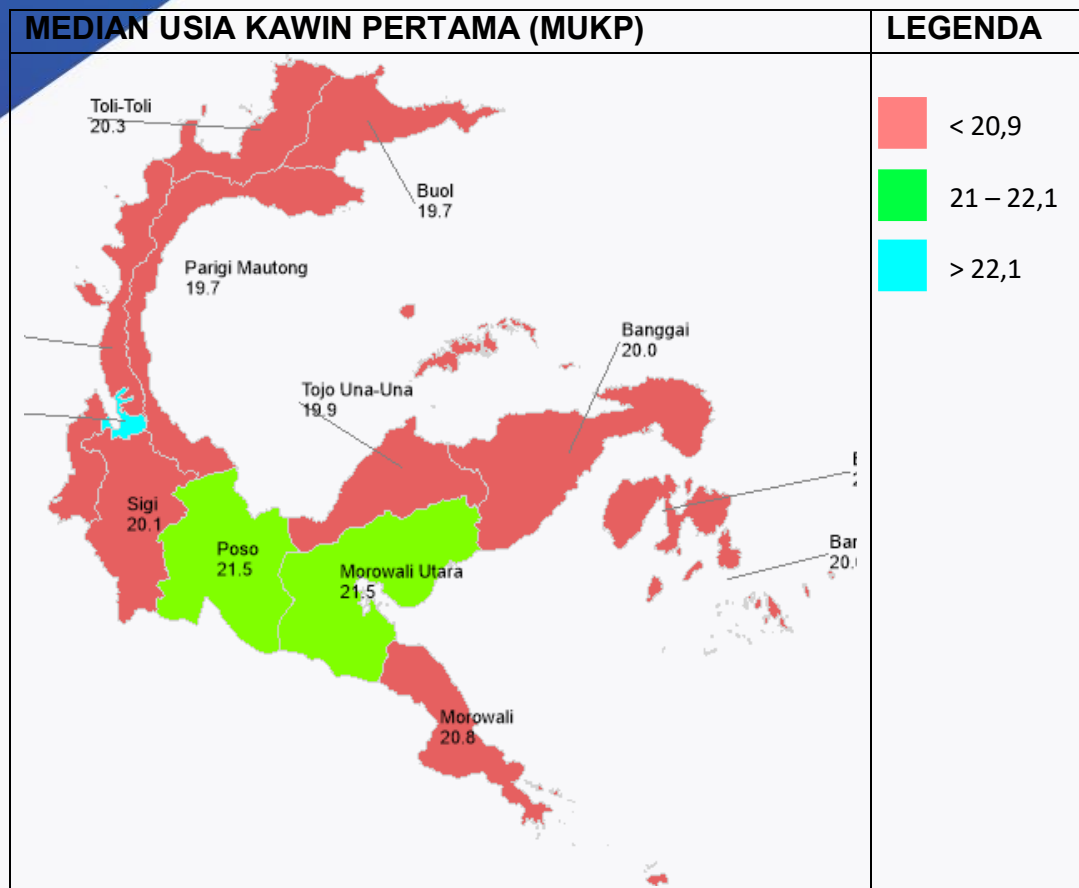 MEDIAN USIA KAWIN PERTAMA (MUKP)
LEGENDA
< 20,9
21 – 22,1
> 22,1
Toli-Toli
20.3
Buol
19.7
Parigi Mautong
19.7
Banggai
20.0
Tojo Una-Una
19.9
Sigi
20.1
Poso
21.5
Morowali Utara
21.5
Morowali
20.8